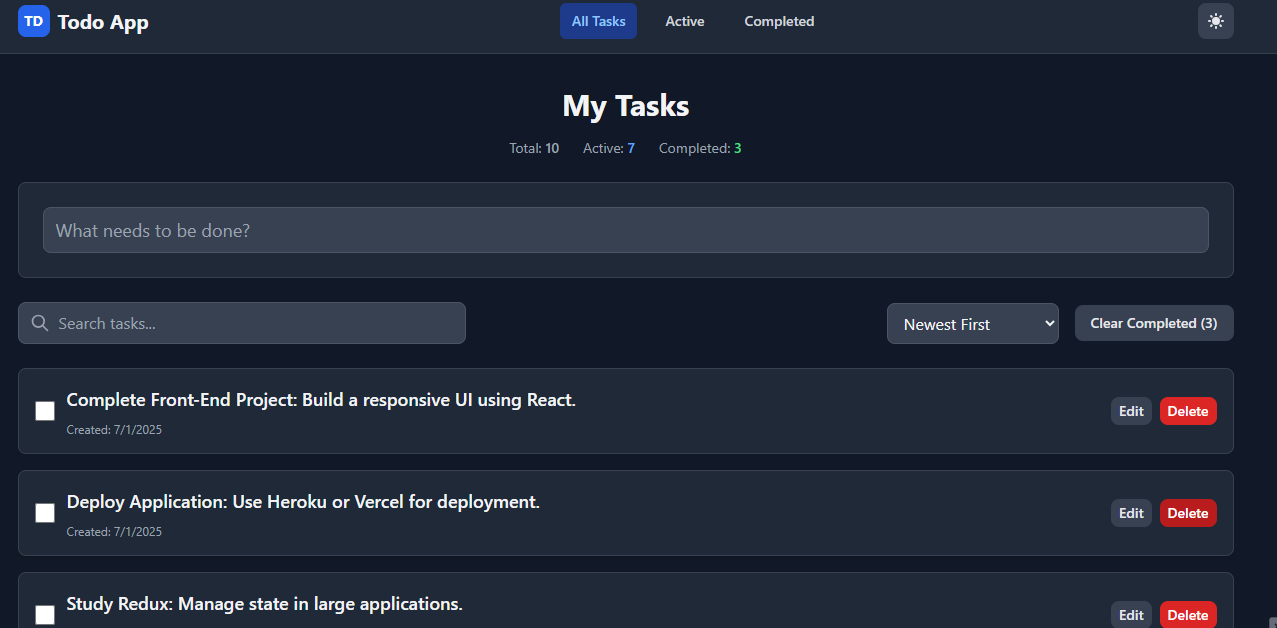 TD Todo App All Tasks Active Completed
My Tasks
Total: 10 Active: 7 Completed: 3
What needs to be done?
Search tasks... Newest First Clear Completed (3)
Complete Front-End Project: Build a responsive UI using React.
Created: 7/1/2025
Edit Delete
Deploy Application: Use Heroku or Vercel for deployment.
Created: 7/1/2025
Edit Delete
Study Redux: Manage state in large applications.
Edit Delete